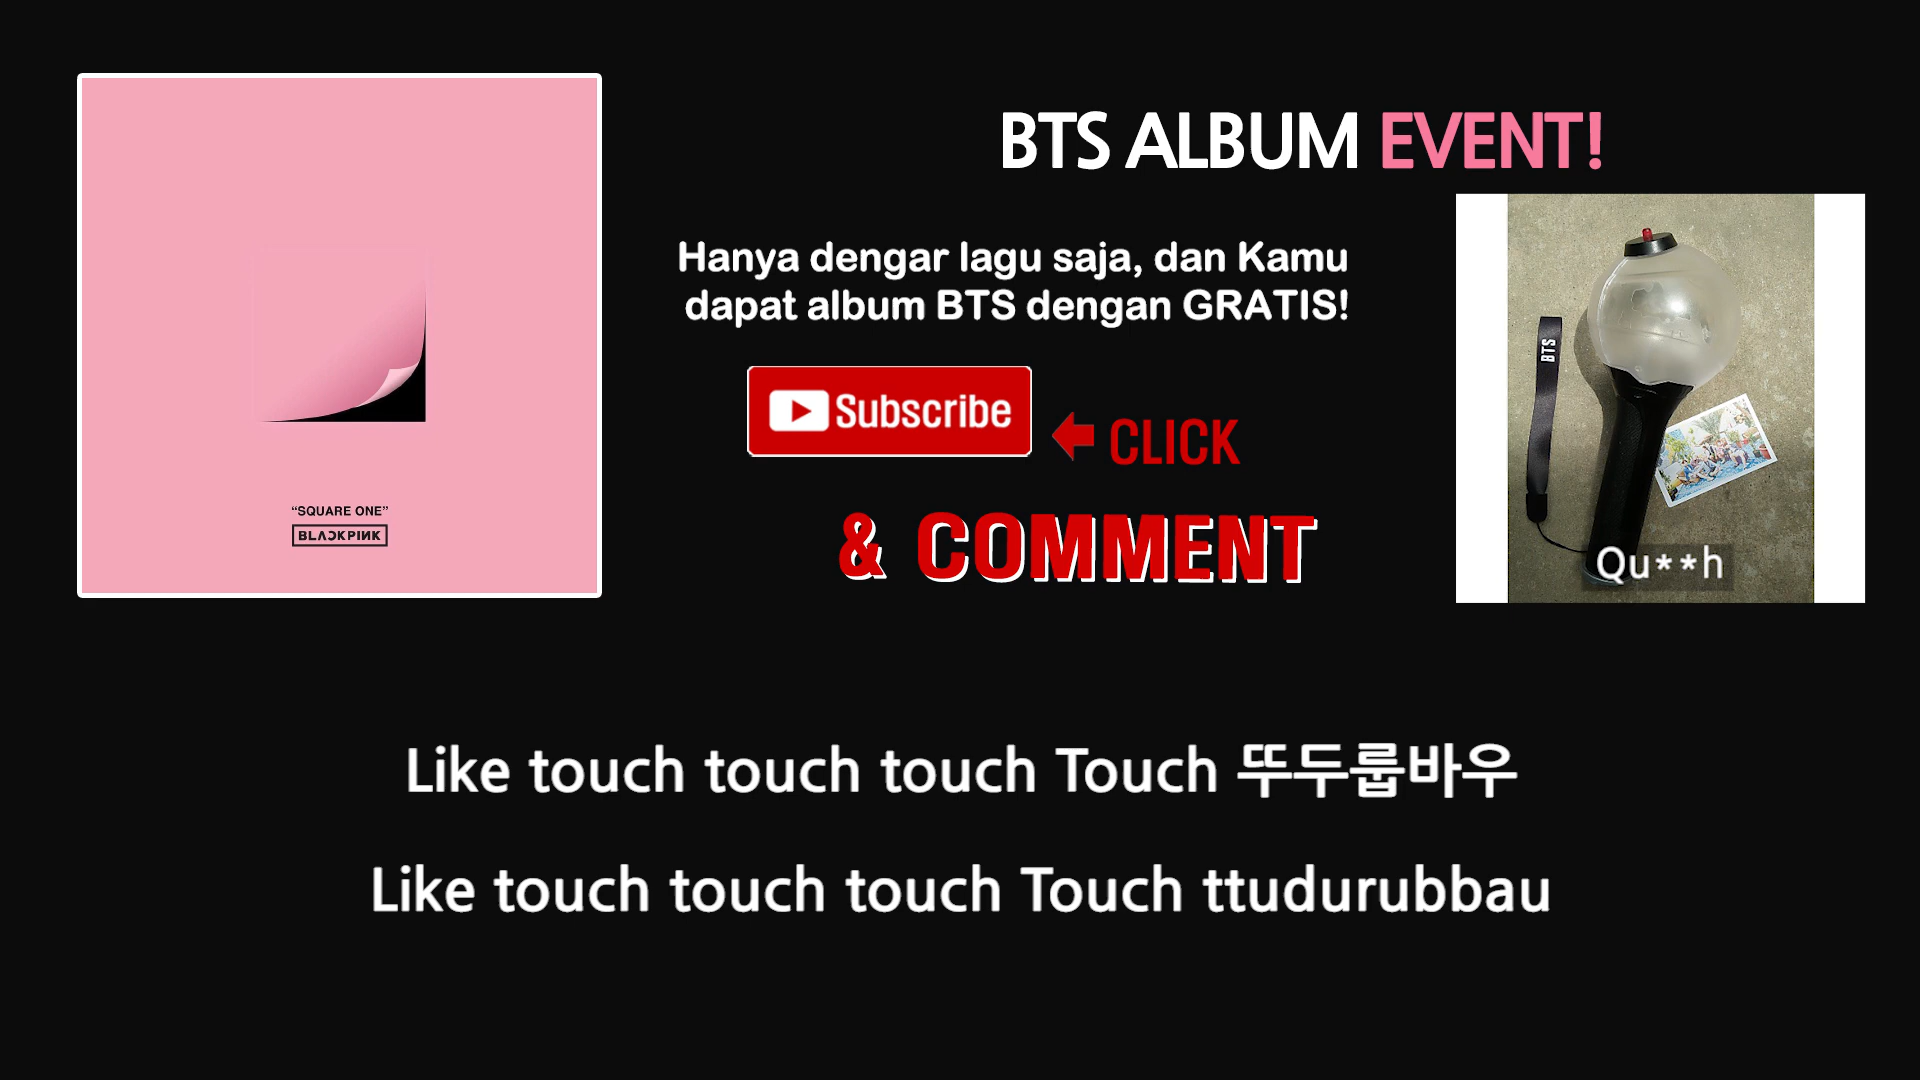 BTS ALBUM EVENT!
Hanya dengar lagu saja, dan Kamu
dapat album BTS dengan GRATIS!
Subscribe
CLICK
& COMMENT
"SQUARE ONE"
BLɅƆKPIИK
BTS
Qu**h
Like touch touch touch Touch 뚜두룹바우
Like touch touch touch Touch ttudurubbau